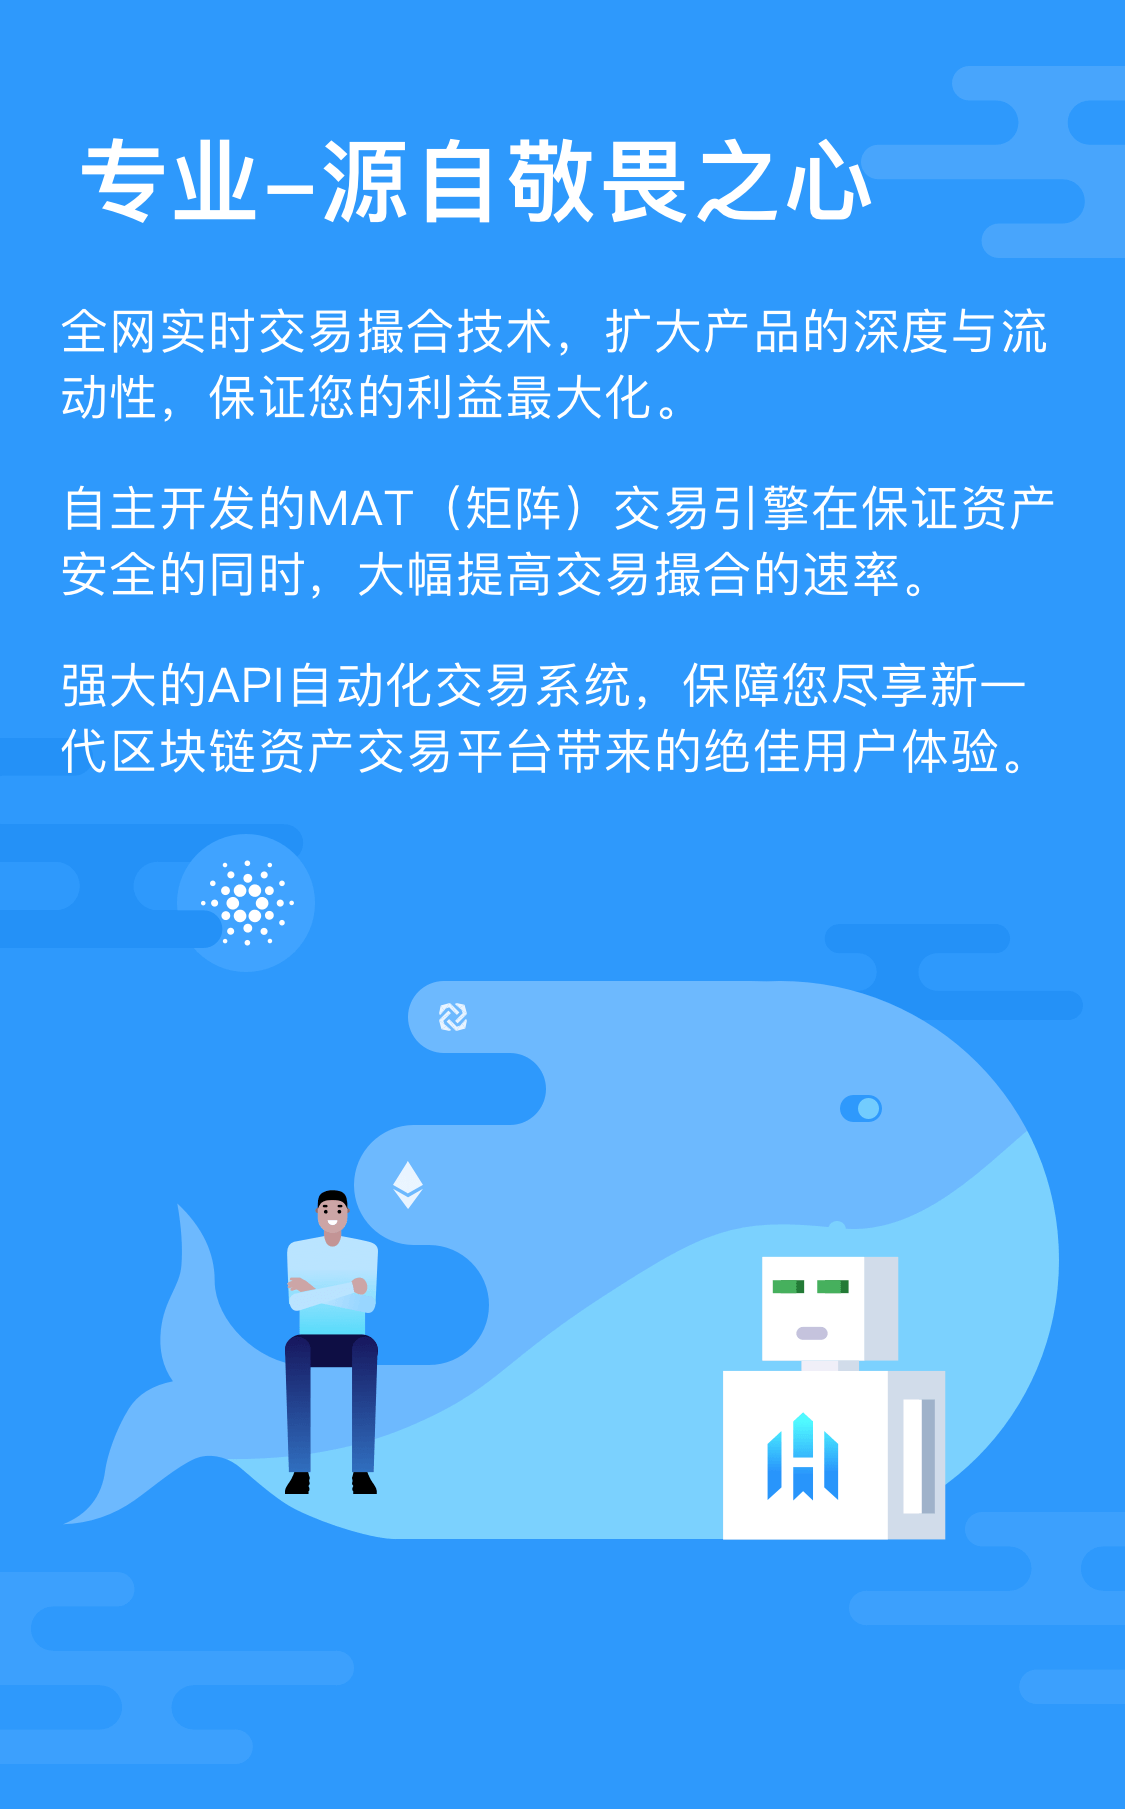 专业–源自敬畏之心
全网实时交易撮合技术，扩大产品的深度与流
动性，保证您的利益最大化。
自主开发的MAT（矩阵）交易引擎在保证资产
安全的同时，大幅提高交易撮合的速率。
强大的API自动化交易系统，保障您尽享新一
代区块链资产交易平台带来的绝佳用户体验。